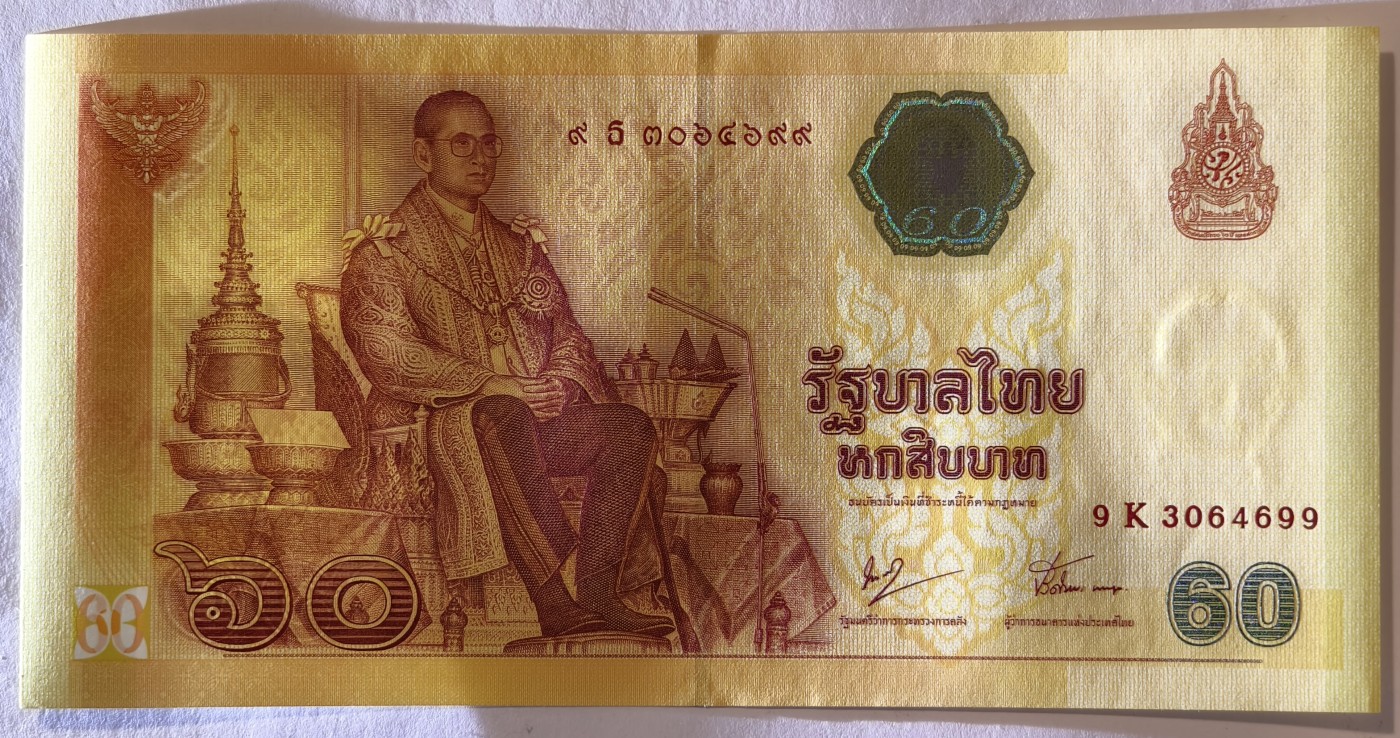 ๙ ธ ๓๐๖๔๖๙๙
60
รัฐบาลไทย
หกสิบบาท
ธนบัตรเป็นเงินที่ชำระหนี้ได้ตามกฎหมาย
9 K 3064699
รัฐมนตรีว่าการกระทรวงการคลัง
ผู้ว่าการธนาคารแห่งประเทศไทย
๖๐
60